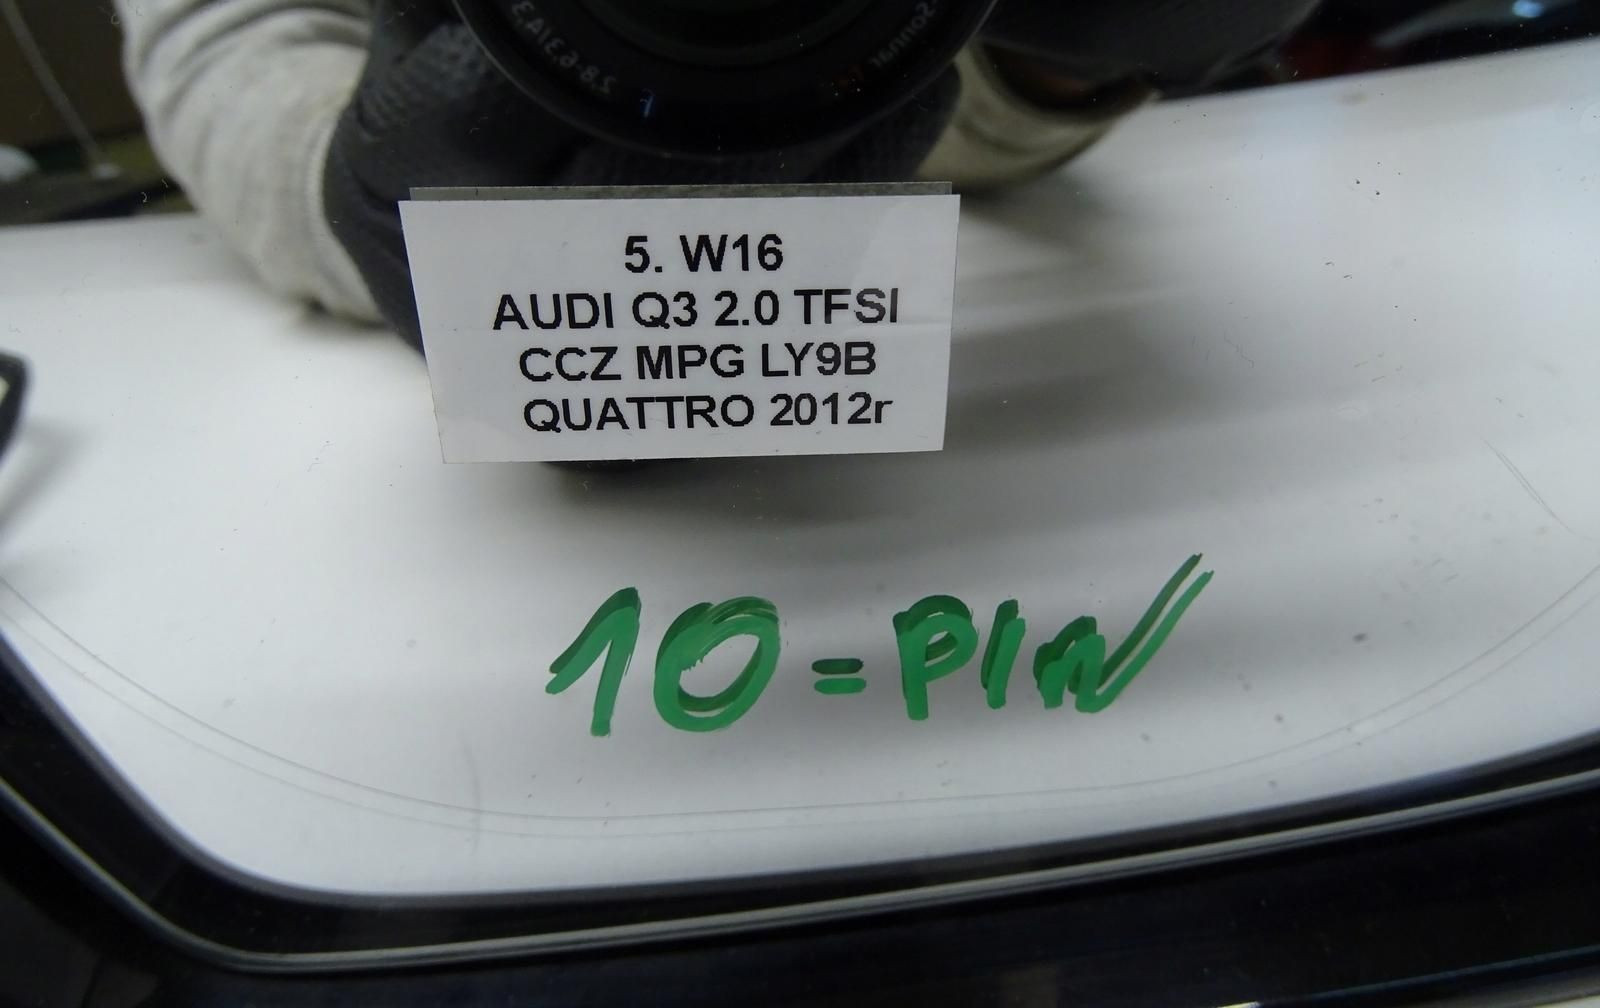 5. W16
AUDI Q3 2.0 TFSI
CCZ MPG LY9B
QUATTRO 2012r
10=PIN